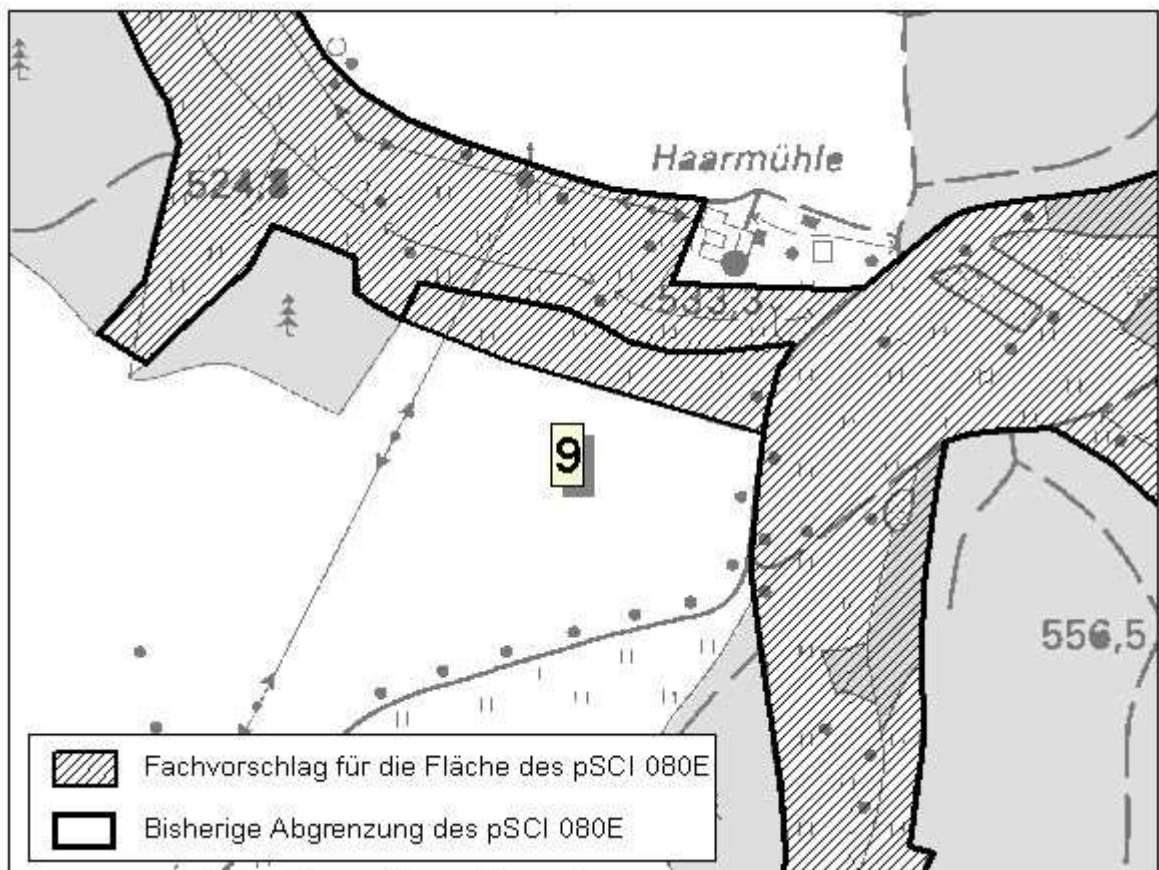 Haarmühle
524,8
533,3
9
556,5
Fachvorschlag für die Fläche des pSCI 080E
Bisherige Abgrenzung des pSCI 080E